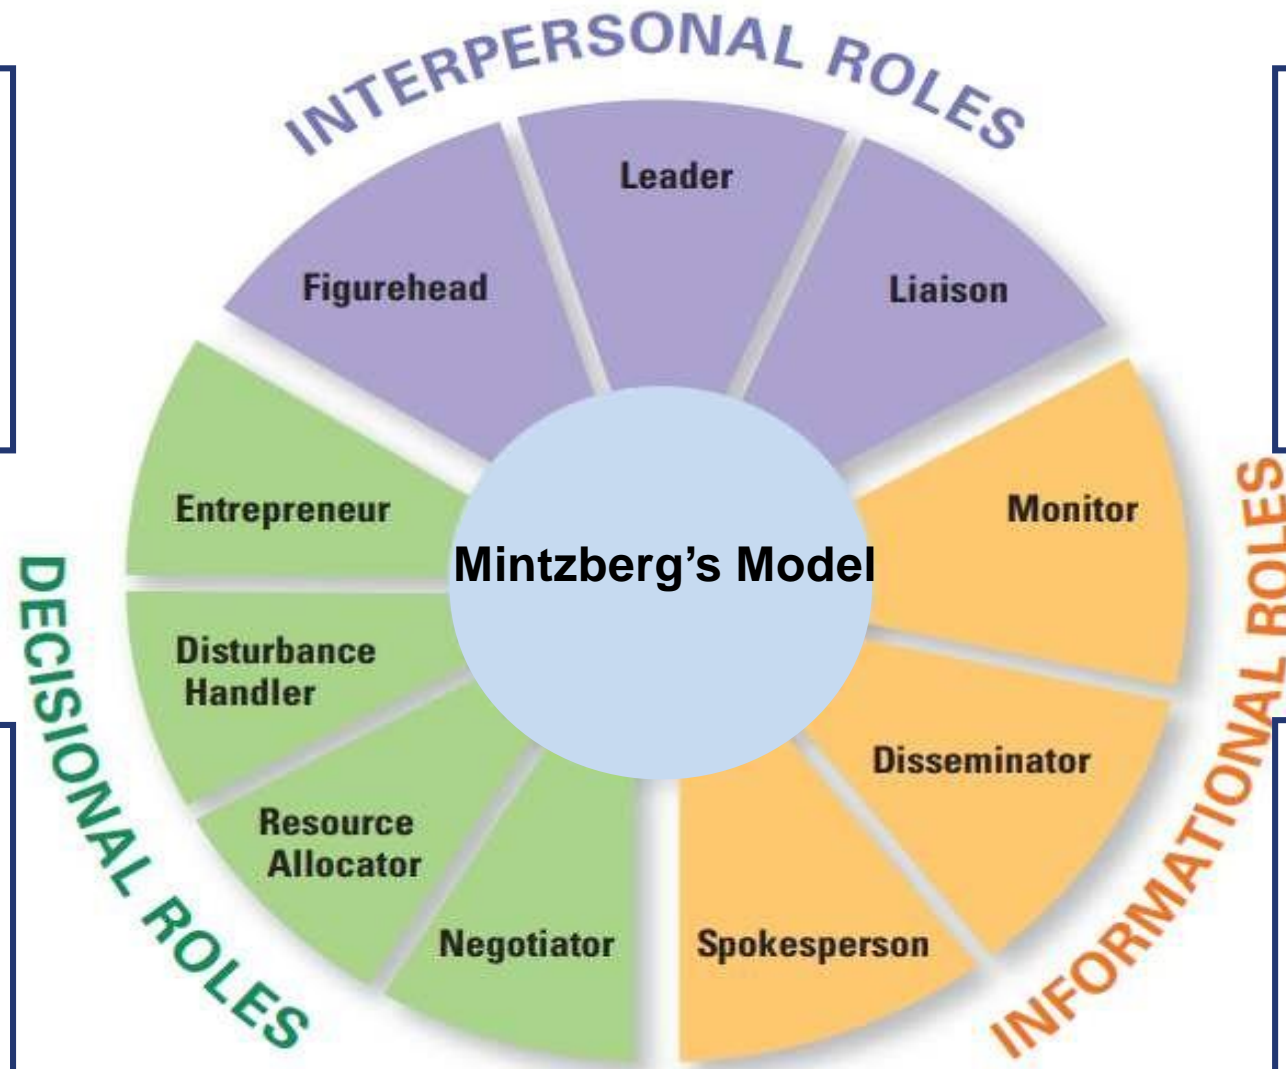 INTERPERSONAL ROLES
Leader
Figurehead
Liaison
Entrepreneur
Monitor
Mintzberg’s Model
Disturbance
Handler
Disseminator
Resource
Allocator
Negotiator
Spokesperson
DECISIONAL ROLES
INFORMATIONAL ROLES